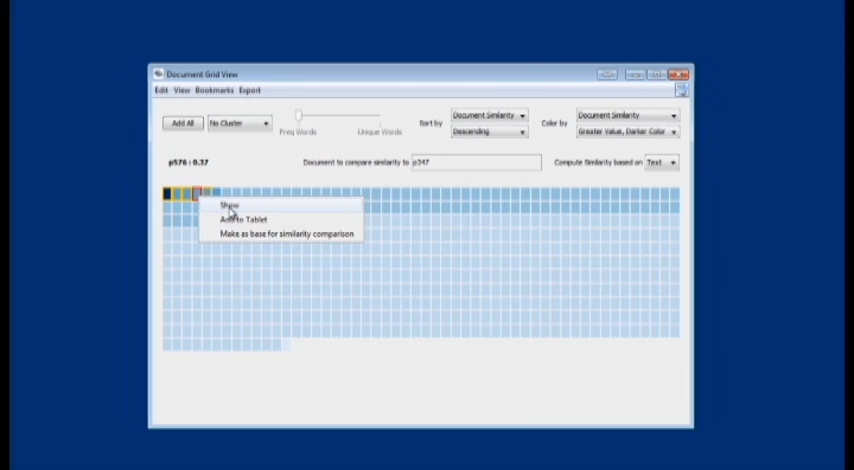 Document Grid View
Edit View Bookmarks Export
Add All No Cluster Freq Words Unique Words Sort by Document Similarity Descending Color by Document Similarity Greater Value, Darker Color
p576 : 0.37 Document to compare similarity to p347 Compute Similarity based on Text
Show
Add to Tablet
Make as base for similarity comparison